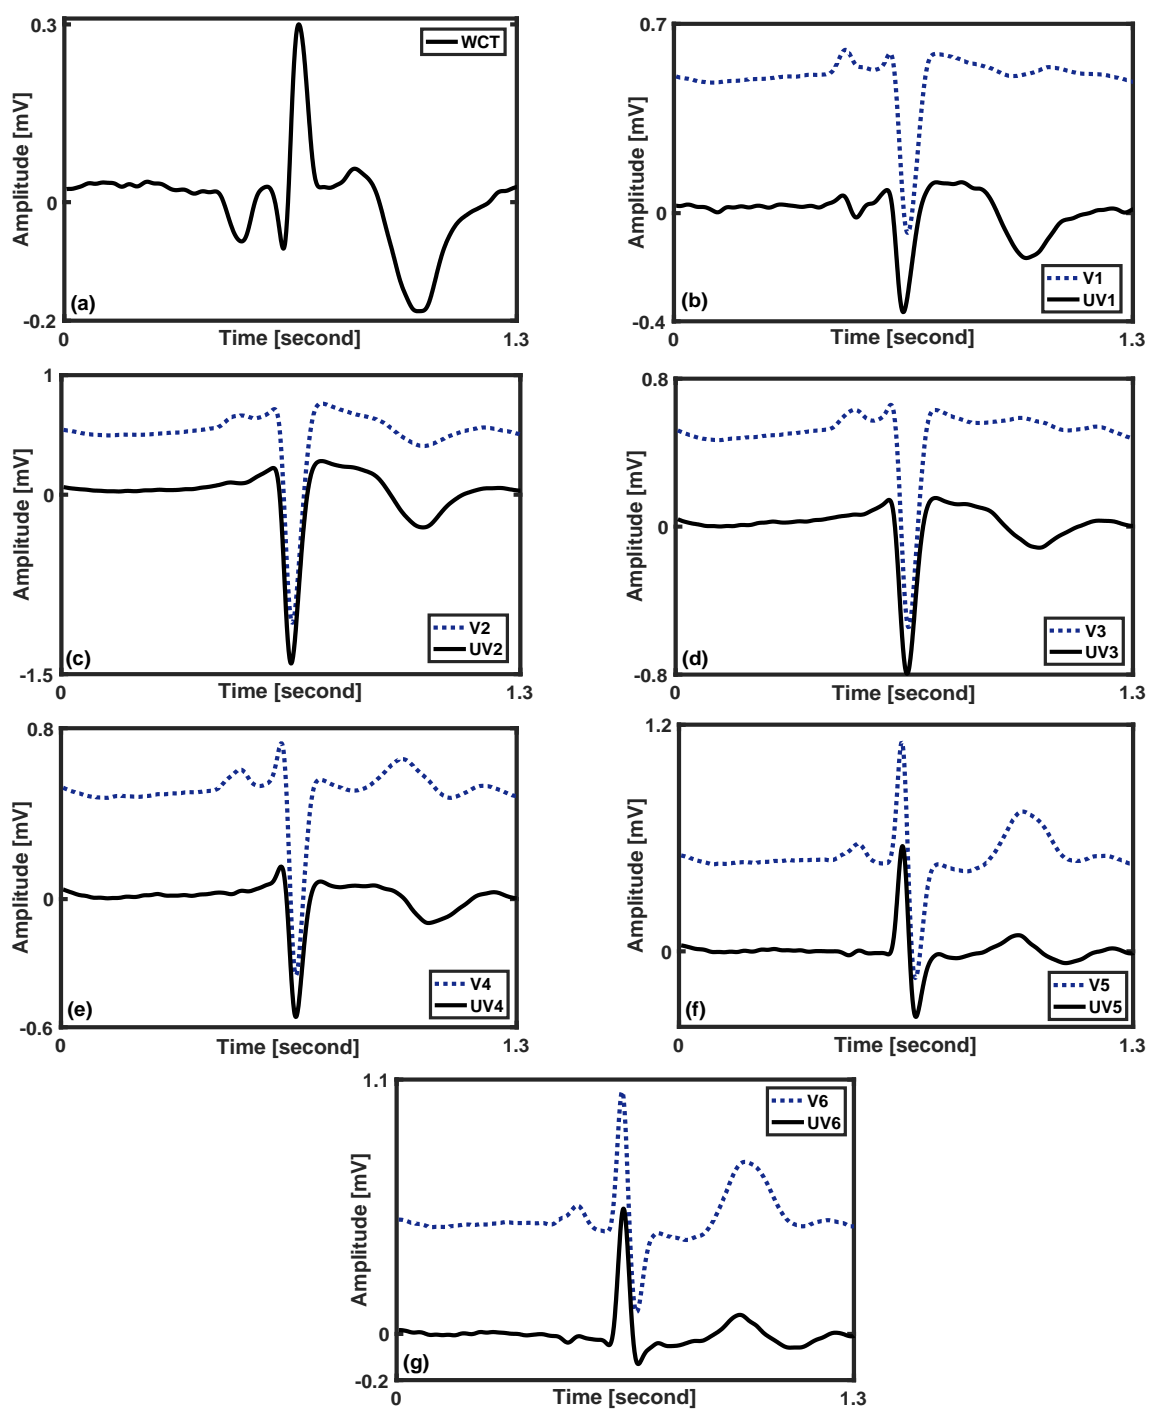 0.3
0
-0.2
Amplitude [mV]
WCT
(a)
0
Time [second]
1.3
0.7
0
-0.4
Amplitude [mV]
V1
UV1
(b)
0
Time [second]
1.3
1
0
-1.5
Amplitude [mV]
V2
UV2
(c)
0
Time [second]
1.3
0.8
0
-0.8
Amplitude [mV]
V3
UV3
(d)
0
Time [second]
1.3
0.8
0
-0.6
Amplitude [mV]
V4
UV4
(e)
0
Time [second]
1.3
1.2
0
Amplitude [mV]
V5
UV5
(f)
0
Time [second]
1.3
1.1
0
-0.2
Amplitude [mV]
V6
UV6
(g)
0
Time [second]
1.3